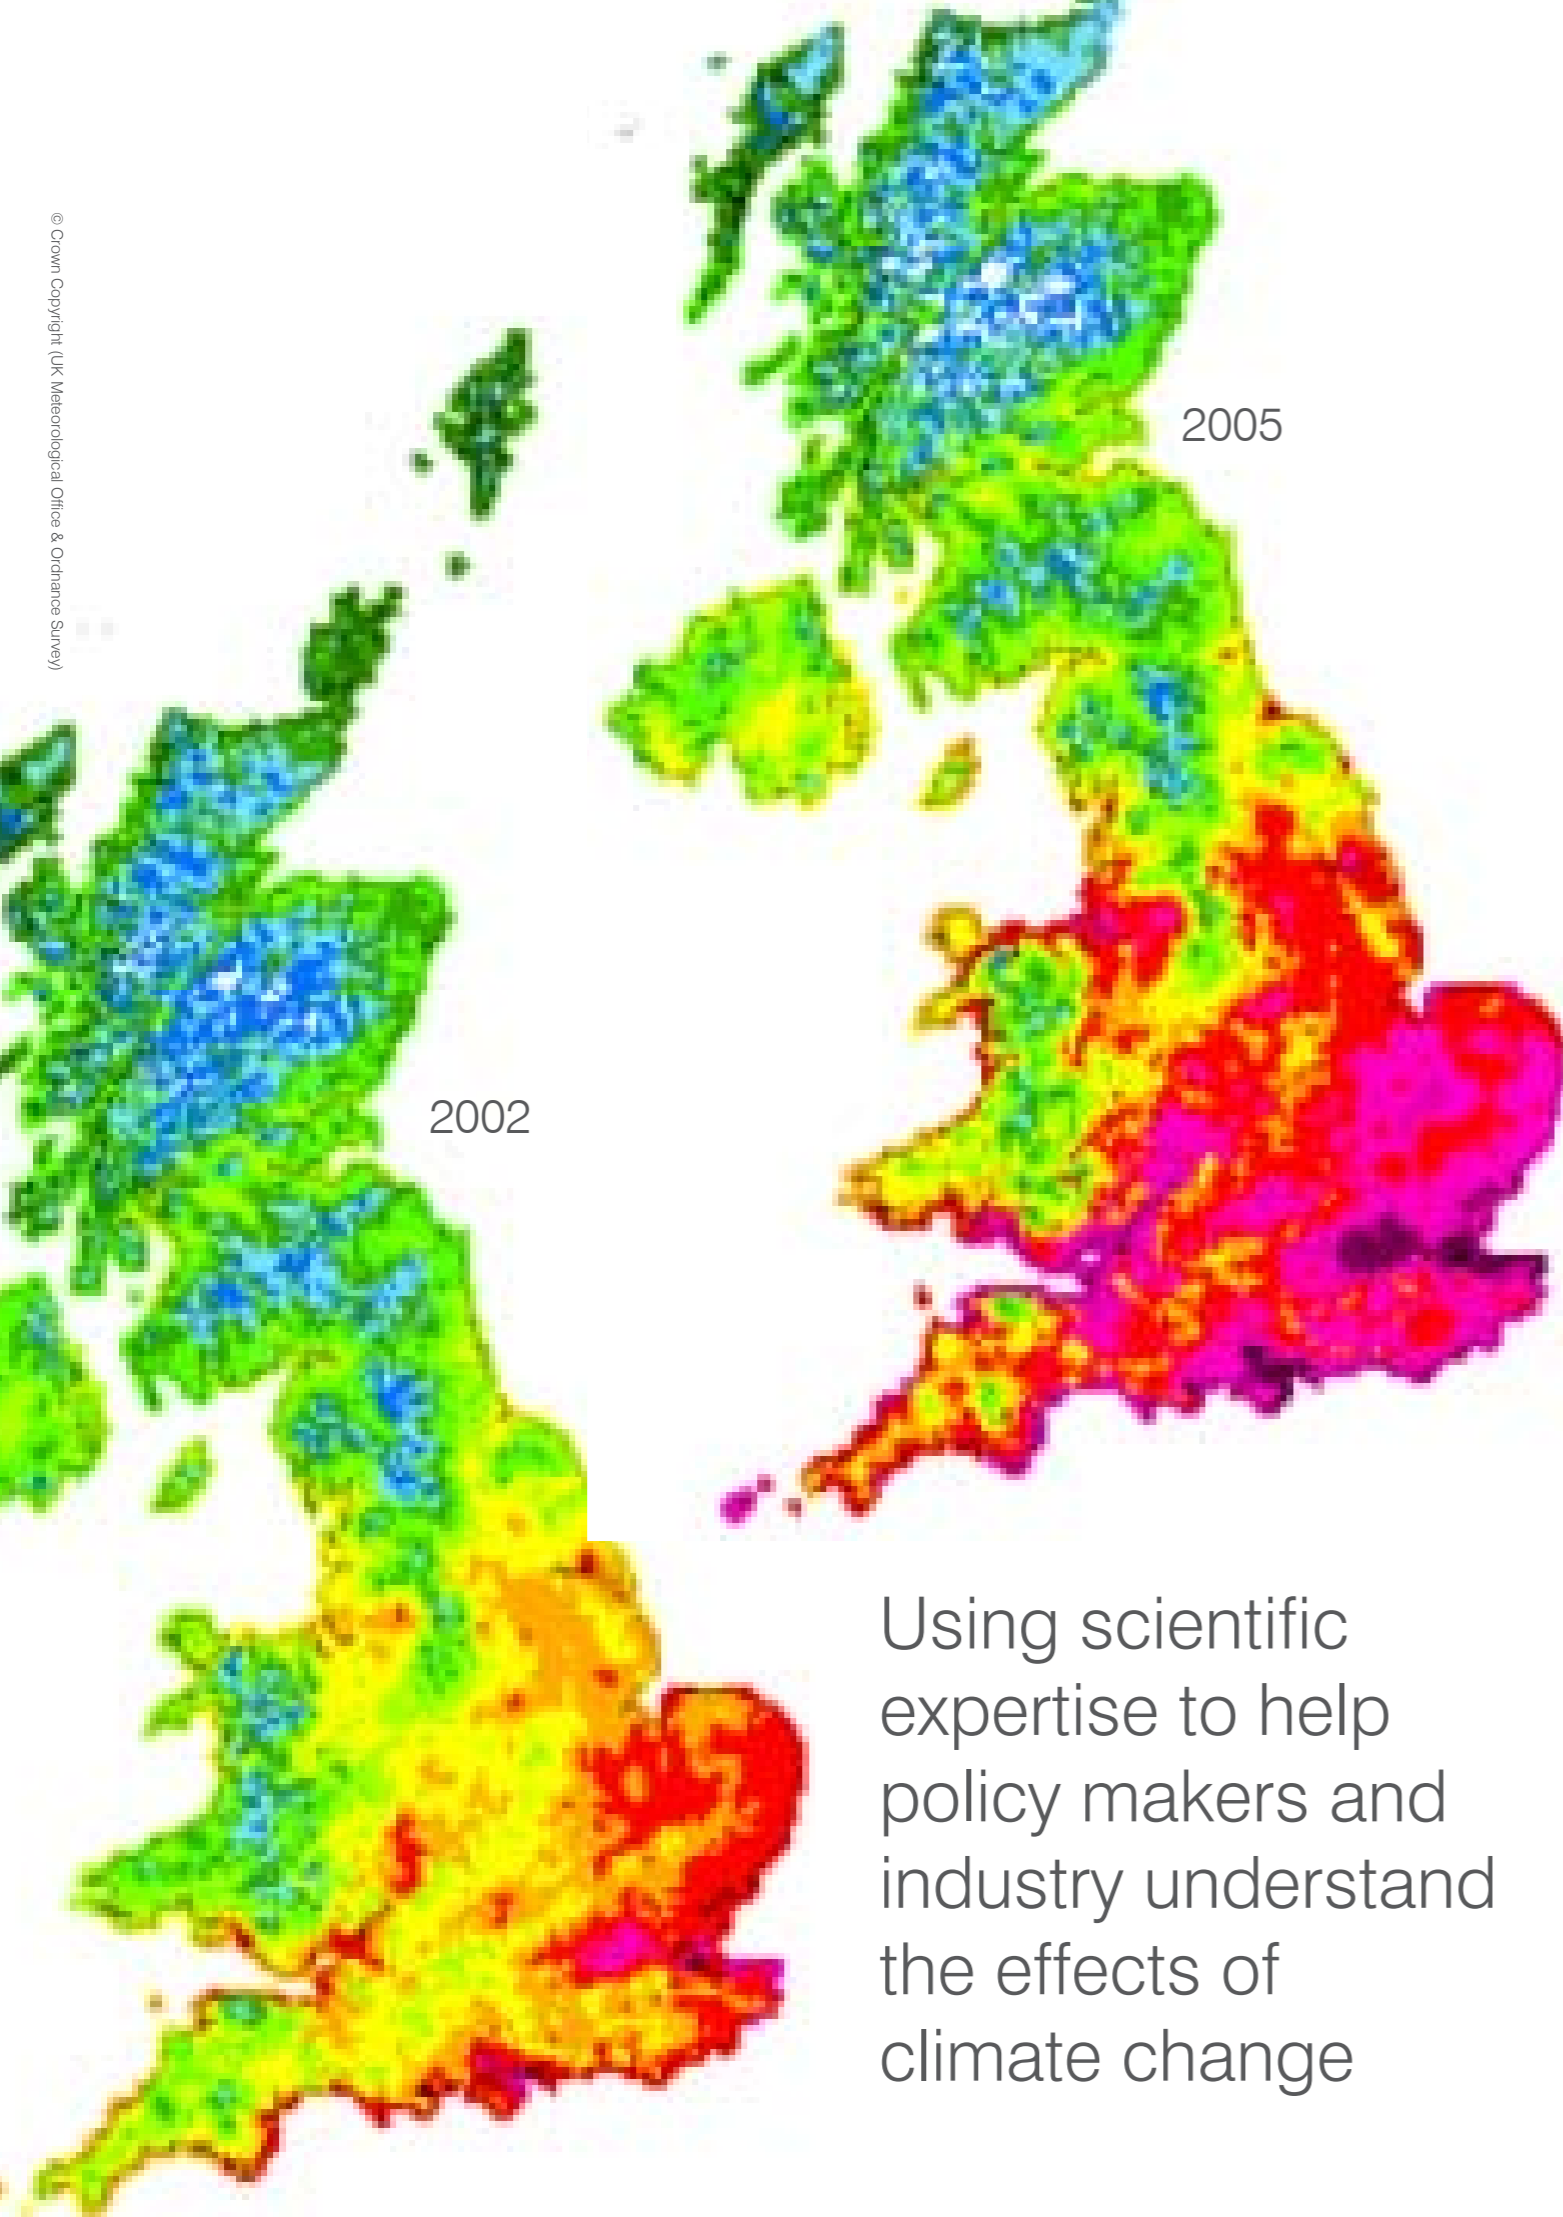 © Crown Copyright (UK Meteorological Office & Ordnance Survey)
2005
2002
Using scientific
expertise to help
policy makers and
industry understand
the effects of
climate change